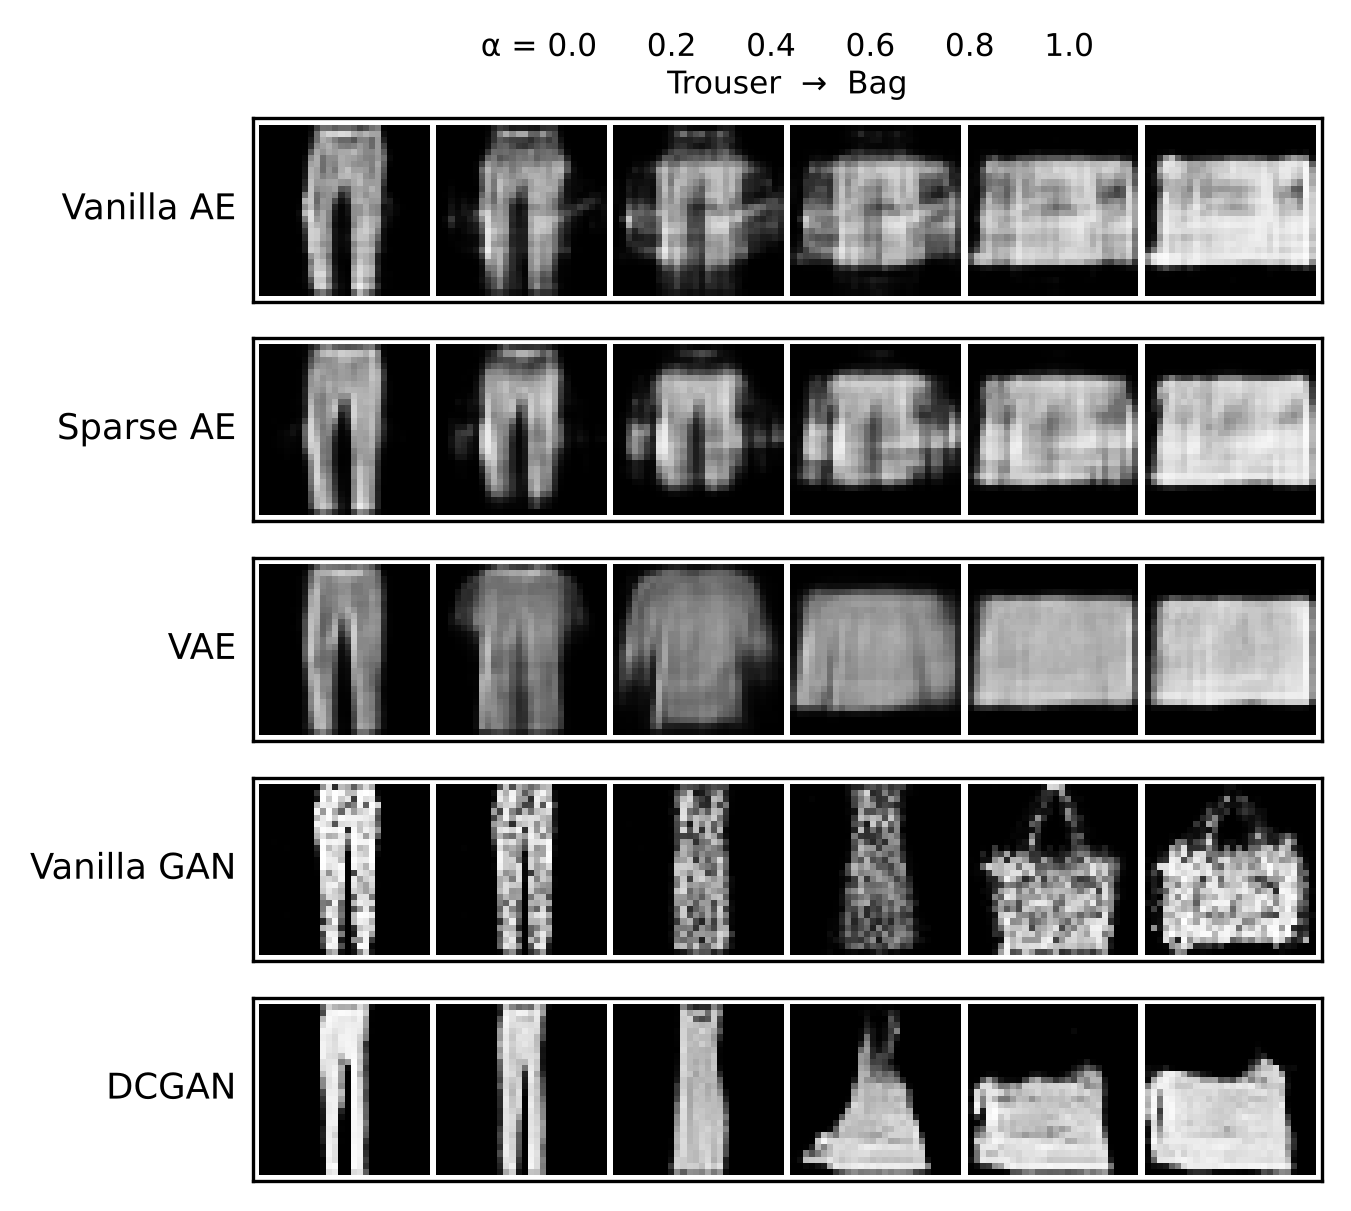 α = 0.0 0.2 0.4 0.6 0.8 1.0
Trouser → Bag
Vanilla AE
Sparse AE
VAE
Vanilla GAN
DCGAN